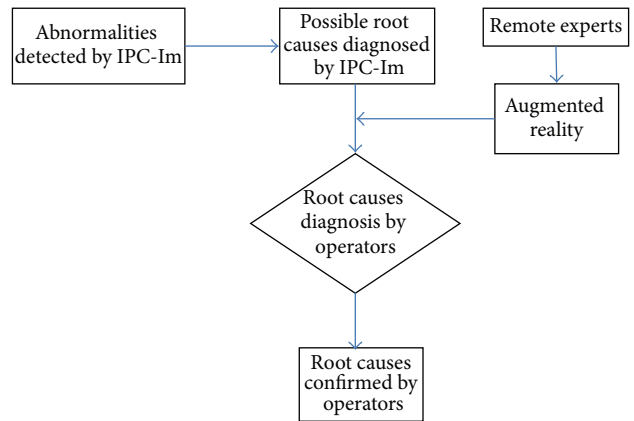 Abnormalities
detected by IPC-Im
Possible root
causes diagnosed
by IPC-Im
Remote experts
Augmented
reality
Root causes
diagnosis by
operators
Root causes
confirmed by
operators